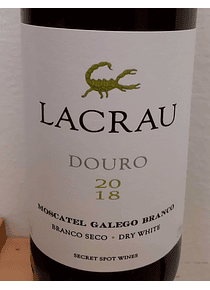 LACRAU
DOURO
20
18
MOSCATEL GALEGO BRANCO
BRANCO SECO - DRY WHITE
SECRET SPOT WINES